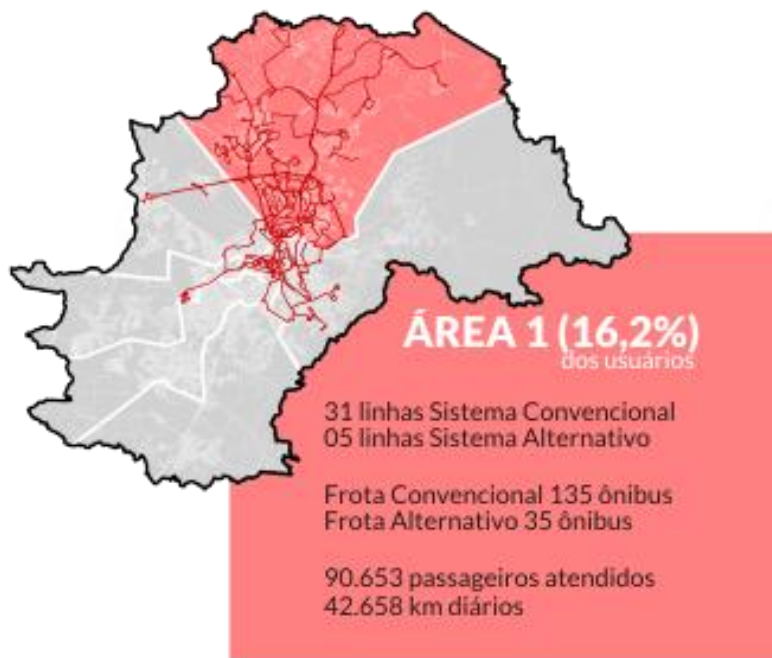 ÁREA 1 (16,2%)
dos usuários
31 linhas Sistema Convencional
05 linhas Sistema Alternativo
Frota Convencional 135 ônibus
Frota Alternativo 35 ônibus
90.653 passageiros atendidos
42.658 km diários